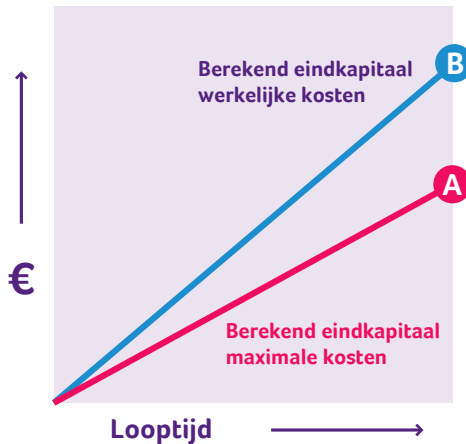 B
Berekend eindkapitaal
werkelijke kosten
A
€
Berekend eindkapitaal
maximale kosten
Looptijd